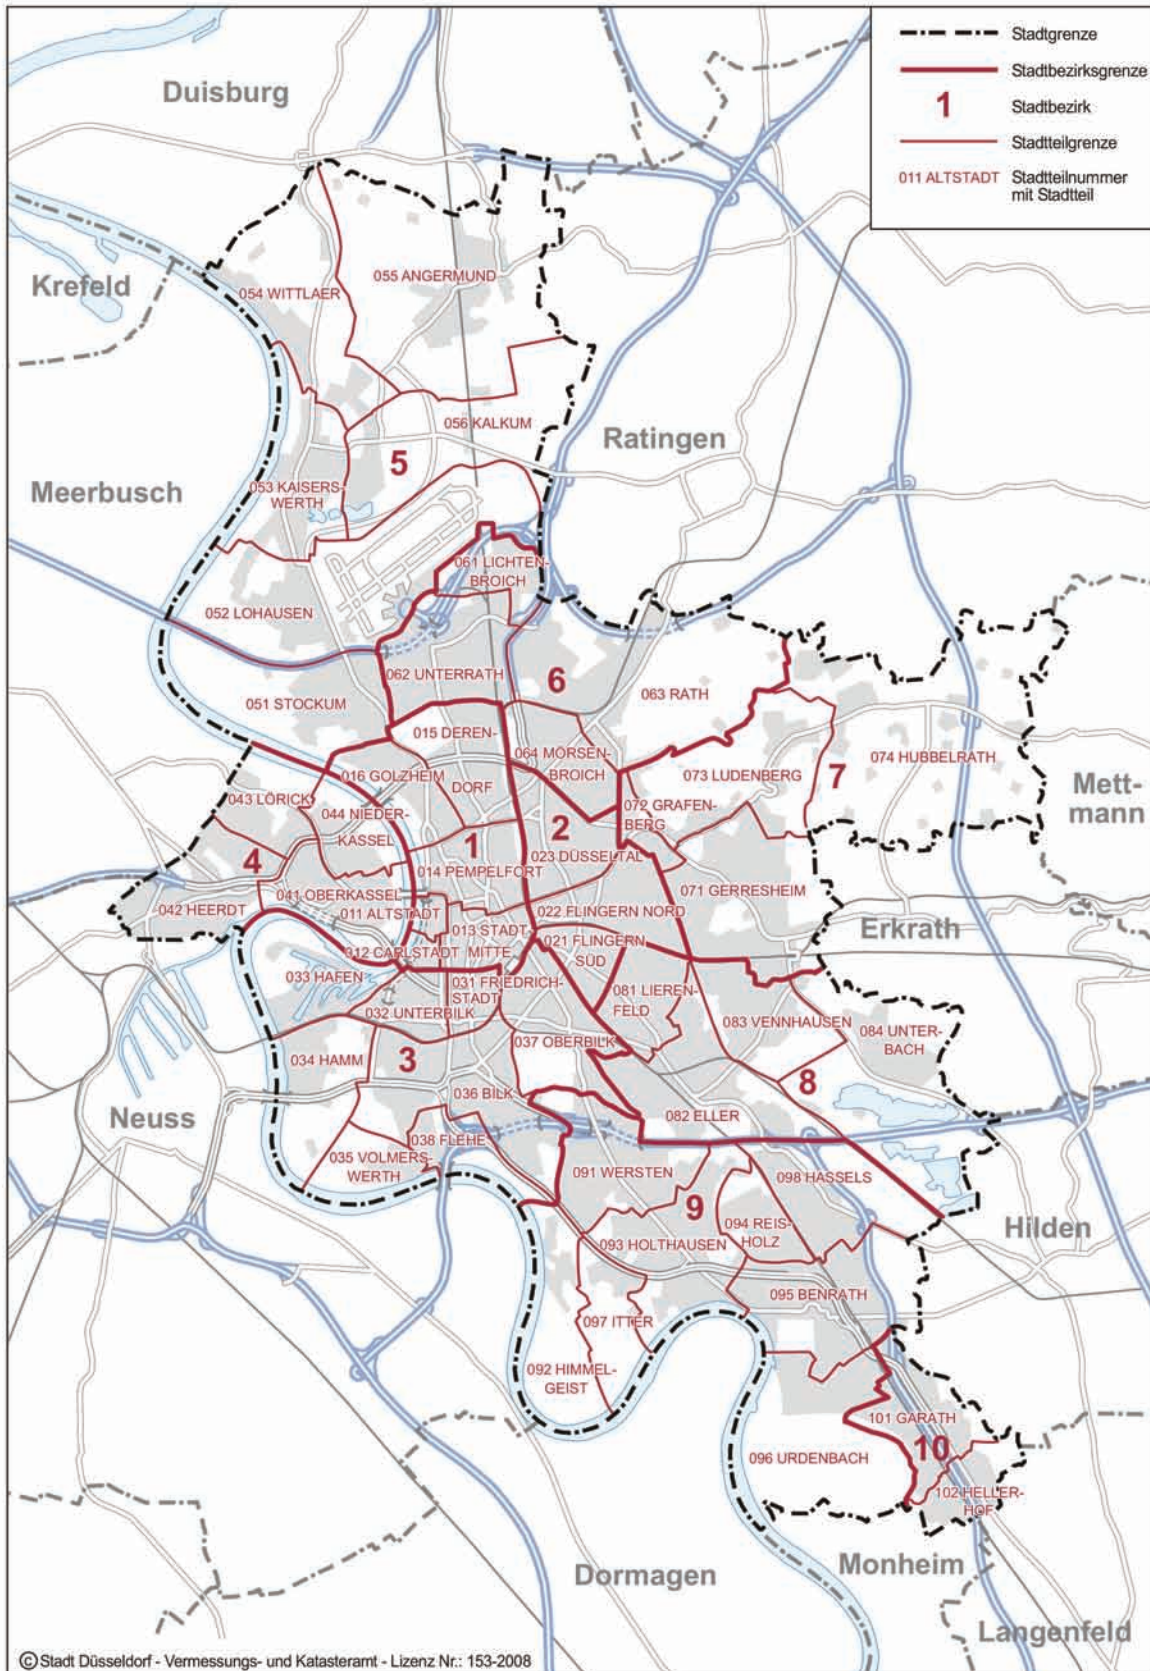 Stadtgrenze
Stadtbezirksgrenze
1
Stadtbezirk
Stadtteilgrenze
011 ALTSTADT
Stadtteilnummer
mit Stadtteil
Duisburg
Krefeld
055 ANGERMUND
054 WITTLAER
056 KALKUM
Ratingen
5
Meerbusch
053 KAISERS-
WERTH
061 LICHTEN-
BROICH
052 LOHAUSEN
062 UNTERRATH
6
063 RATH
051 STOCKUM
015 DEREN-
DORF
064 MÖRSEN-
BROICH
074 HUBBELRATH
7
073 LUDENBERG
016 GOLZHEIM
Mett-
mann
043 LÖRICK
044 NIEDER-
KASSEL
072 GRAFEN-
BERG
2
1
023 DÜSSELTAL
4
014 PEMPELFORT
071 GERRESHEIM
041 OBERKASSEL
042 HEERDT
011 ALTSTADT
022 FLINGERN NORD
Erkrath
013 STADT-
MITTE
021 FLINGERN
SÜD
012 CARLSTADT
033 HAFEN
031 FRIEDRICH-
STADT
081 LIEREN-
FELD
032 UNTERBILK
083 VENNHAUSEN
084 UNTER-
BACH
037 OBERBILK
034 HAMM
3
8
036 BILK
Neuss
082 ELLER
038 FLEHE
035 VOLMERS-
WERTH
091 WERSTEN
098 HASSELS
9
094 REIS-
HOLZ
Hilden
093 HOLTHAUSEN
095 BENRATH
097 ITTER
092 HIMMEL-
GEIST
101 GARATH
10
096 URDENBACH
102 HELLER-
HOF
Monheim
Dormagen
Langenfeld
© Stadt Düsseldorf - Vermessungs- und Katasteramt - Lizenz Nr.: 153-2008